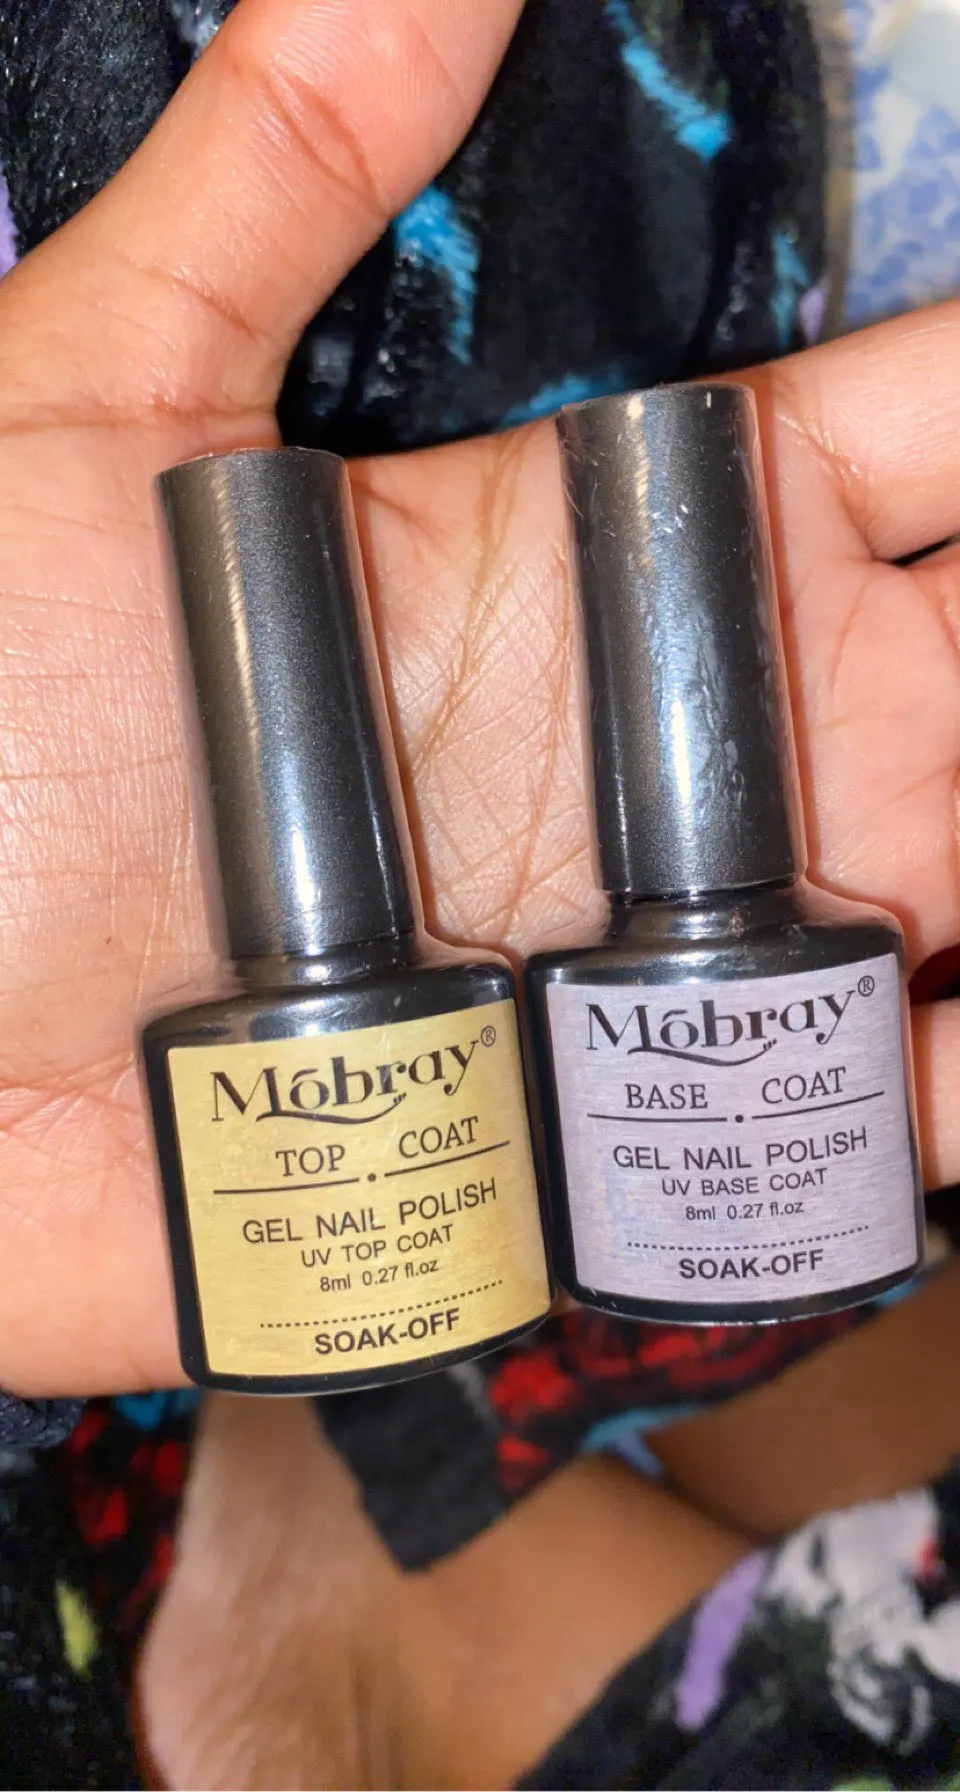 Mōbray®
TOP . COAT
GEL NAIL POLISH
UV TOP COAT
8ml 0.27 fl.oz
SOAK-OFF
Mōbray®
BASE . COAT
GEL NAIL POLISH
UV BASE COAT
8ml 0.27 fl.oz
SOAK-OFF